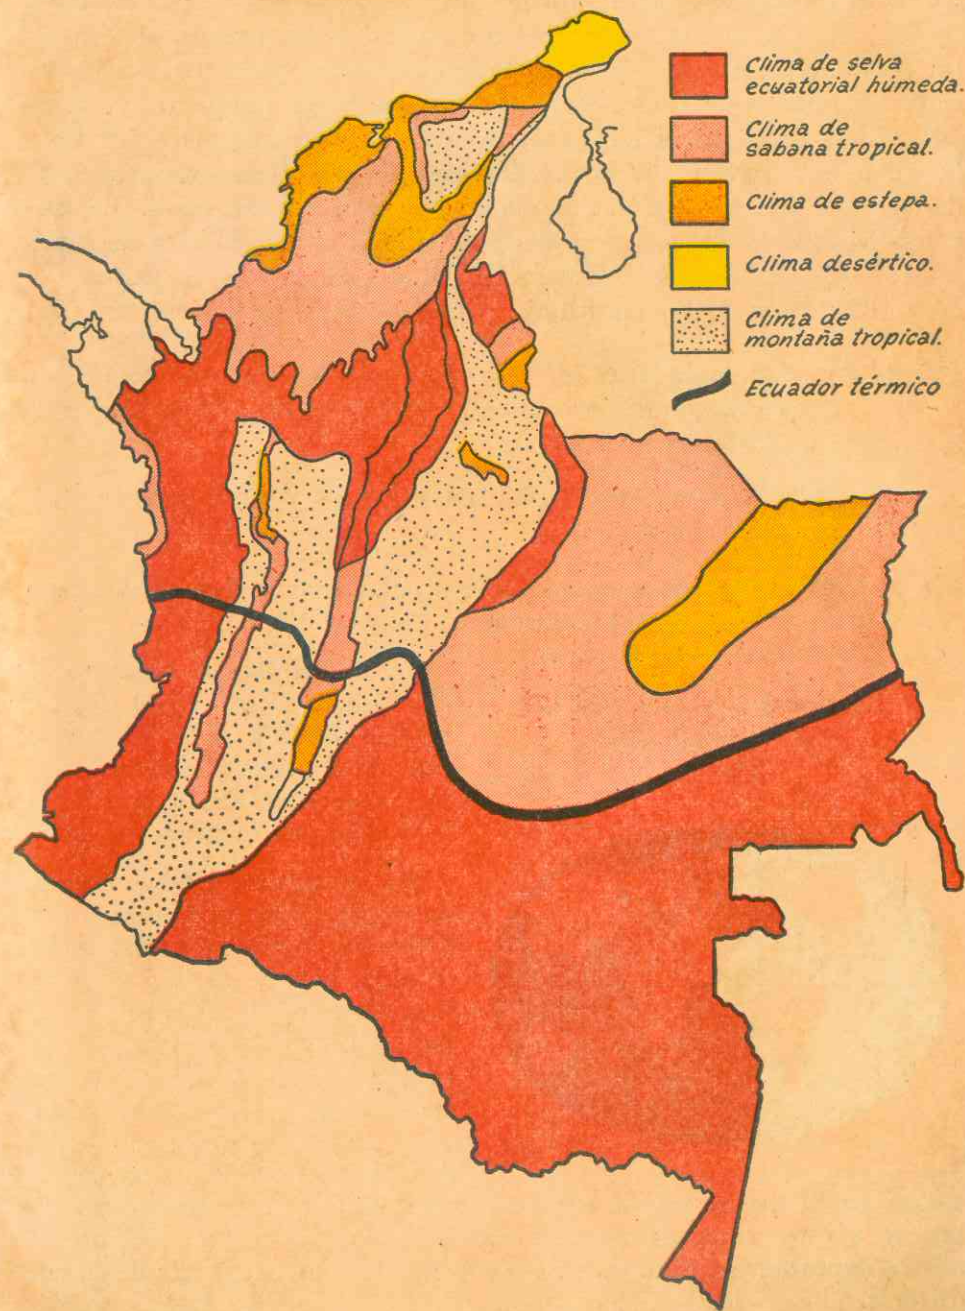 Clima de selva
ecuatorial húmeda.
Clima de
sabana tropical.
Clima de estepa.
Clima desértico.
Clima de
montaña tropical.
Ecuador térmico